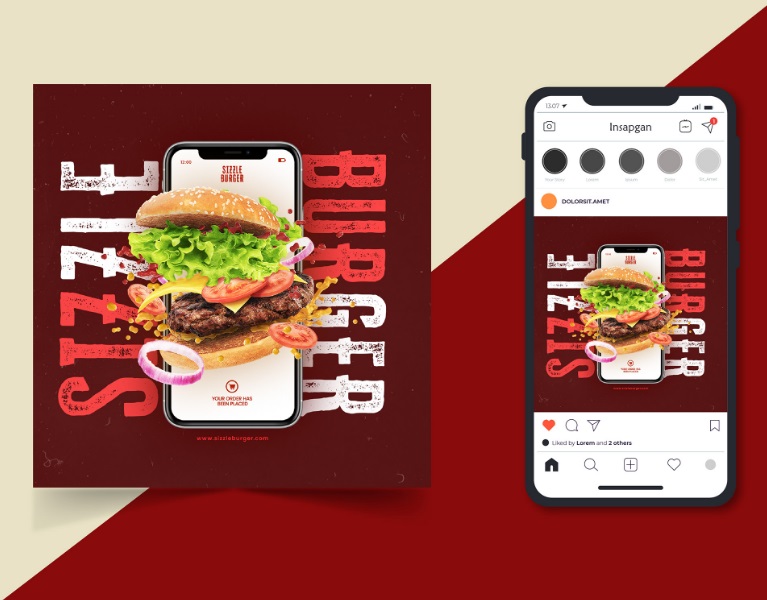 SIZZLE
BURGER
12:00
SIZZLE
BURGER
YOUR ORDER HAS
BEEN PLACED
www.sizzleburger.com
13.07
Insapgan
DOLORSIT.AMET
SIZZLE
BURGER
Liked by Lorem and 2 others